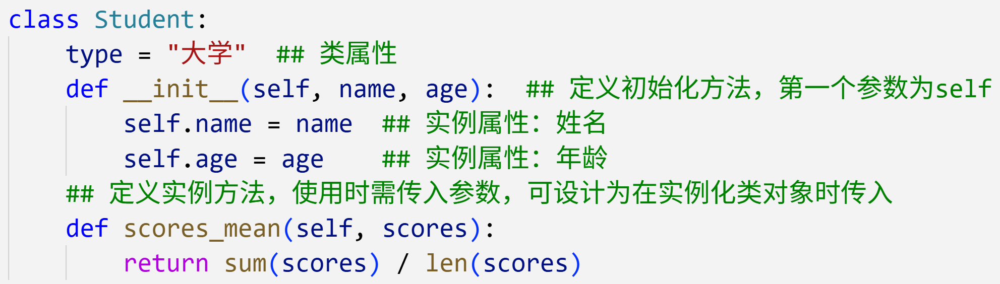 class Student:
    type = "大学"  ## 类属性
    def __init__(self, name, age):  ## 定义初始化方法，第一个参数为self
        self.name = name  ## 实例属性：姓名
        self.age = age    ## 实例属性：年龄
    ## 定义实例方法，使用时需传入参数，可设计为在实例化类对象时传入
    def scores_mean(self, scores):
        return sum(scores) / len(scores)